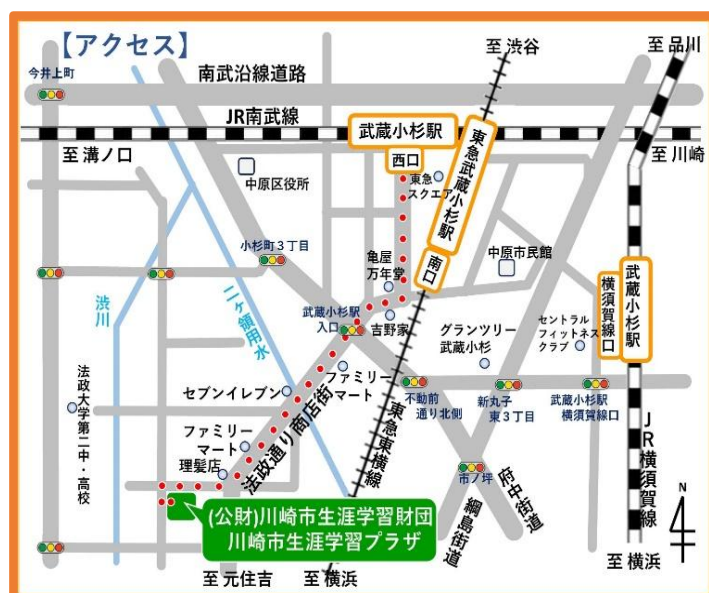 【アクセス】
至 渋谷
至 品川
今井上町
南武沿線道路
JR南武線
武蔵小杉駅
至 溝ノ口
西口
東急武蔵小杉駅
至 川崎
中原区役所
東急
スクエア
小杉町3丁目
亀屋
万年堂
南口
中原市民館
渋川
二ヶ領用水
武蔵小杉駅
入口
吉野家
グランツリー
武蔵小杉
セントラル
フィットネス
クラブ
横須賀線口
武蔵小杉駅
法政大学第二中・高校
セブンイレブン
ファミリー
マート
不動前
通り北側
新丸子
東3丁目
武蔵小杉駅
横須賀線口
ファミリー
マート
理髪店
法政通り商店街
東急東横線
市ノ坪
綱島街道
府中街道
JR横須賀線
N
(公財)川崎市生涯学習財団
川崎市生涯学習プラザ
至 元住吉
至 横浜
至 横浜